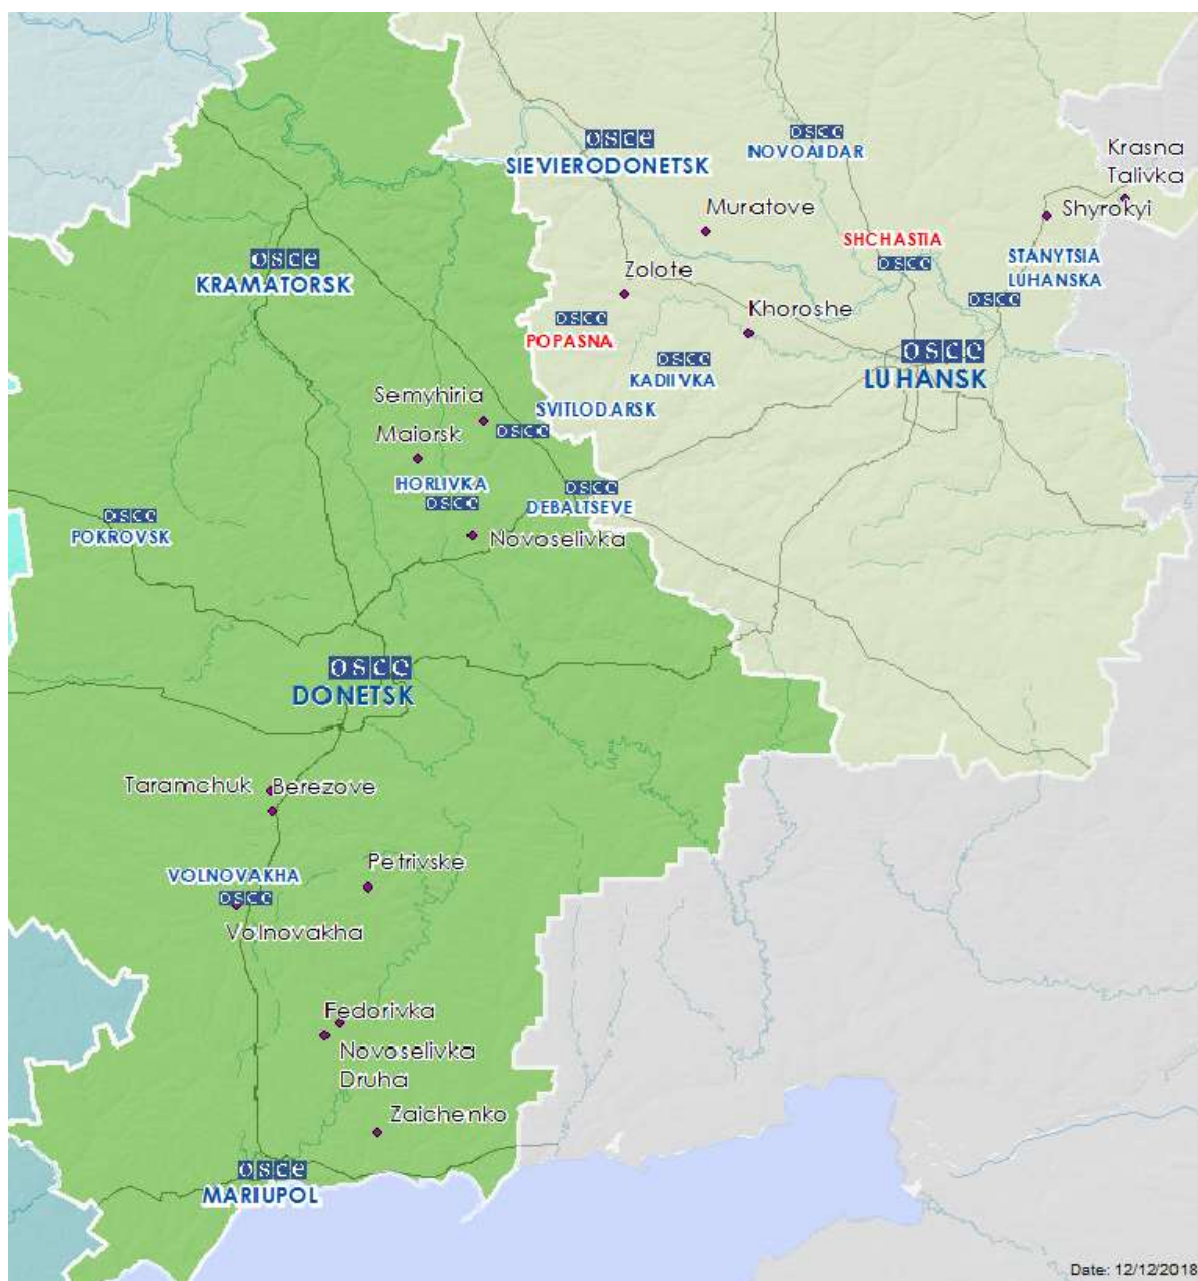 osce
SIEVIERODONETSK
osce
NOVOAIDAR
Krasna
Talivka
Muratove
Shyrokyi
SHCHASTIA
osce
STANYTSIA
LUHANSKA
osce
osce
KRAMATORSK
Zolote
osce
POPASNA
Khoroshe
osce
KADIIVKA
osce
LUHANSK
Semyhiria
SVITLODARSK
osce
Maiorsk
HORLIVKA
osce
osce
DEBALTSEVE
osce
POKROVSK
Novoselivka
osce
DONETSK
Taramchuk
Berezove
Petrivske
VOLNOVAKHA
osce
Volnovakha
Fedorivka
Novoselivka
Druha
Zaichenko
osce
MARIUPOL
Date: 12/12/2018